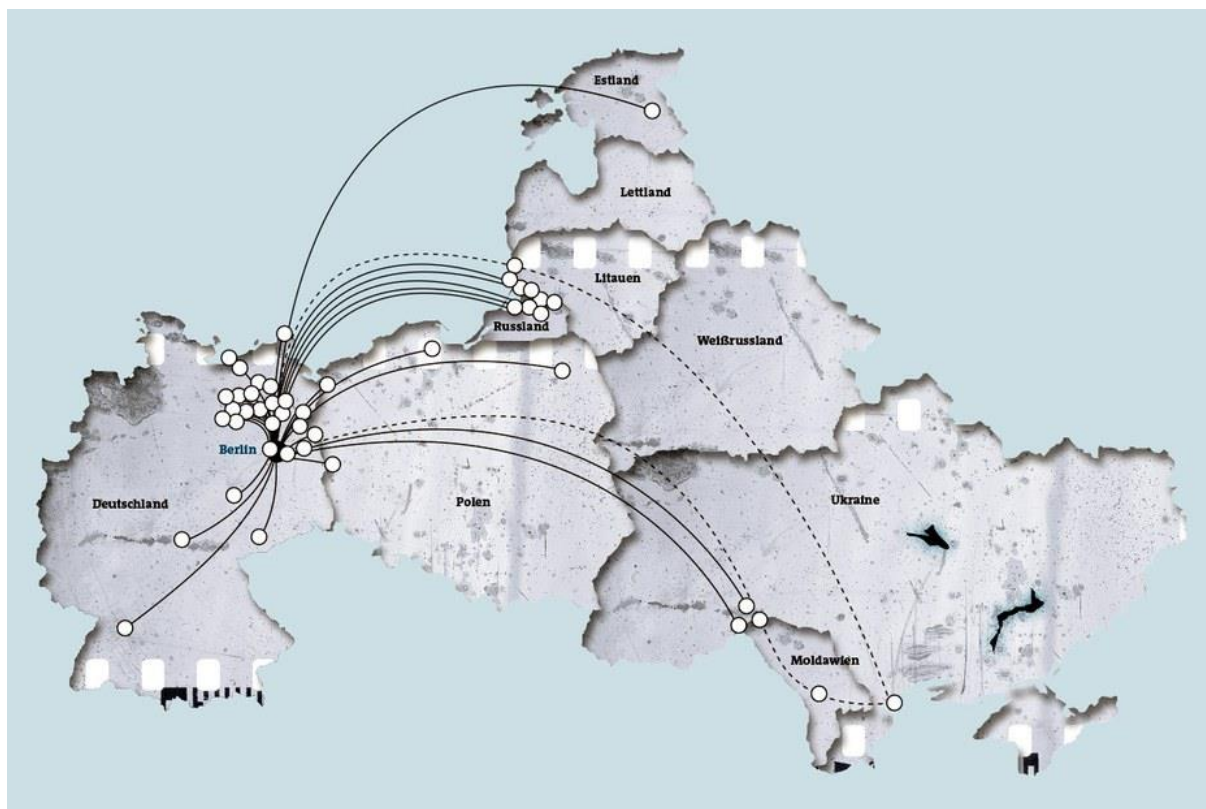 Estland
Lettland
Litauen
Russland
Weißrussland
Berlin
Deutschland
Polen
Ukraine
Moldawien